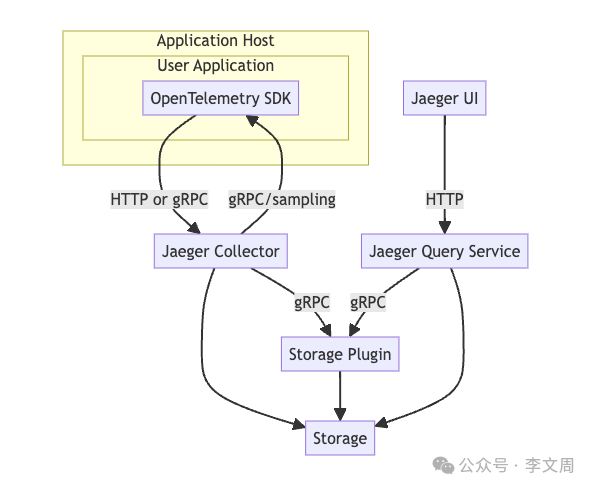 Application Host
User Application
OpenTelemetry SDK
Jaeger UI
HTTP or gRPC
gRPC/sampling
HTTP
Jaeger Collector
Jaeger Query Service
gRPC
gRPC
Storage Plugin
Storage
公众号 · 李文周